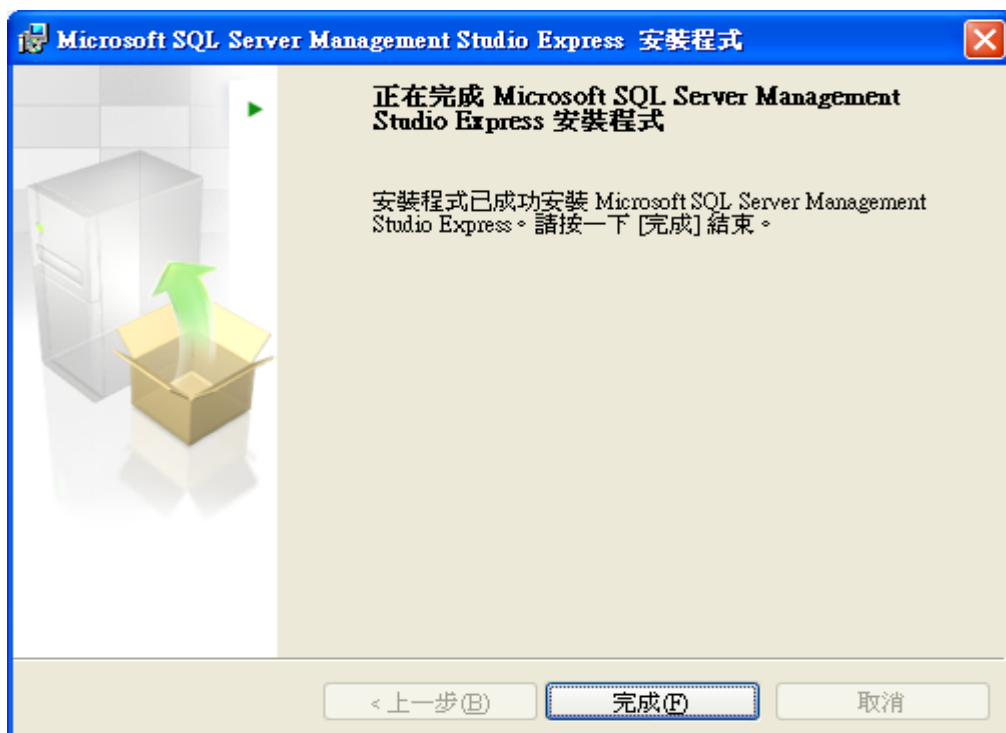 Microsoft SQL Server Management Studio Express 安裝程式
正在完成 Microsoft SQL Server Management
Studio Express 安裝程式
安裝程式已成功安裝 Microsoft SQL Server Management
Studio Express。請按一下 [完成] 結束。
< 上一步(B)
完成(F)
取消